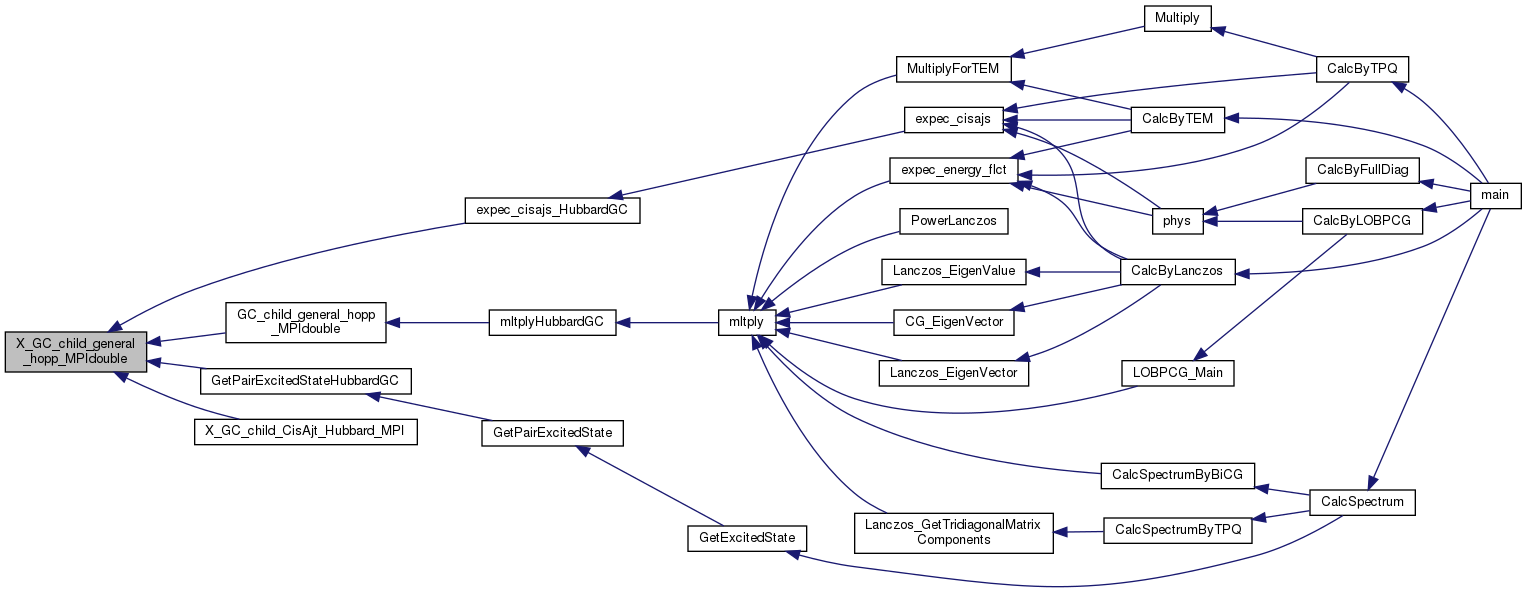 X_GC_child_general
_hopp_MPIdouble
expec_cisajs_HubbardGC
GC_child_general_hopp
_MPIdouble
GetPairExcitedStateHubbardGC
X_GC_child_CisAjt_Hubbard_MPI
mltplyHubbardGC
GetPairExcitedState
GetExcitedState
mltply
MultiplyForTEM
expec_cisajs
expec_energy_flct
PowerLanczos
Lanczos_EigenValue
CG_EigenVector
Lanczos_EigenVector
Lanczos_GetTridiagonalMatrix
Components
Multiply
CalcByTEM
phys
CalcByLanczos
LOBPCG_Main
CalcSpectrumByBiCG
CalcSpectrumByTPQ
CalcByTPQ
CalcByFullDiag
CalcByLOBPCG
CalcSpectrum
main